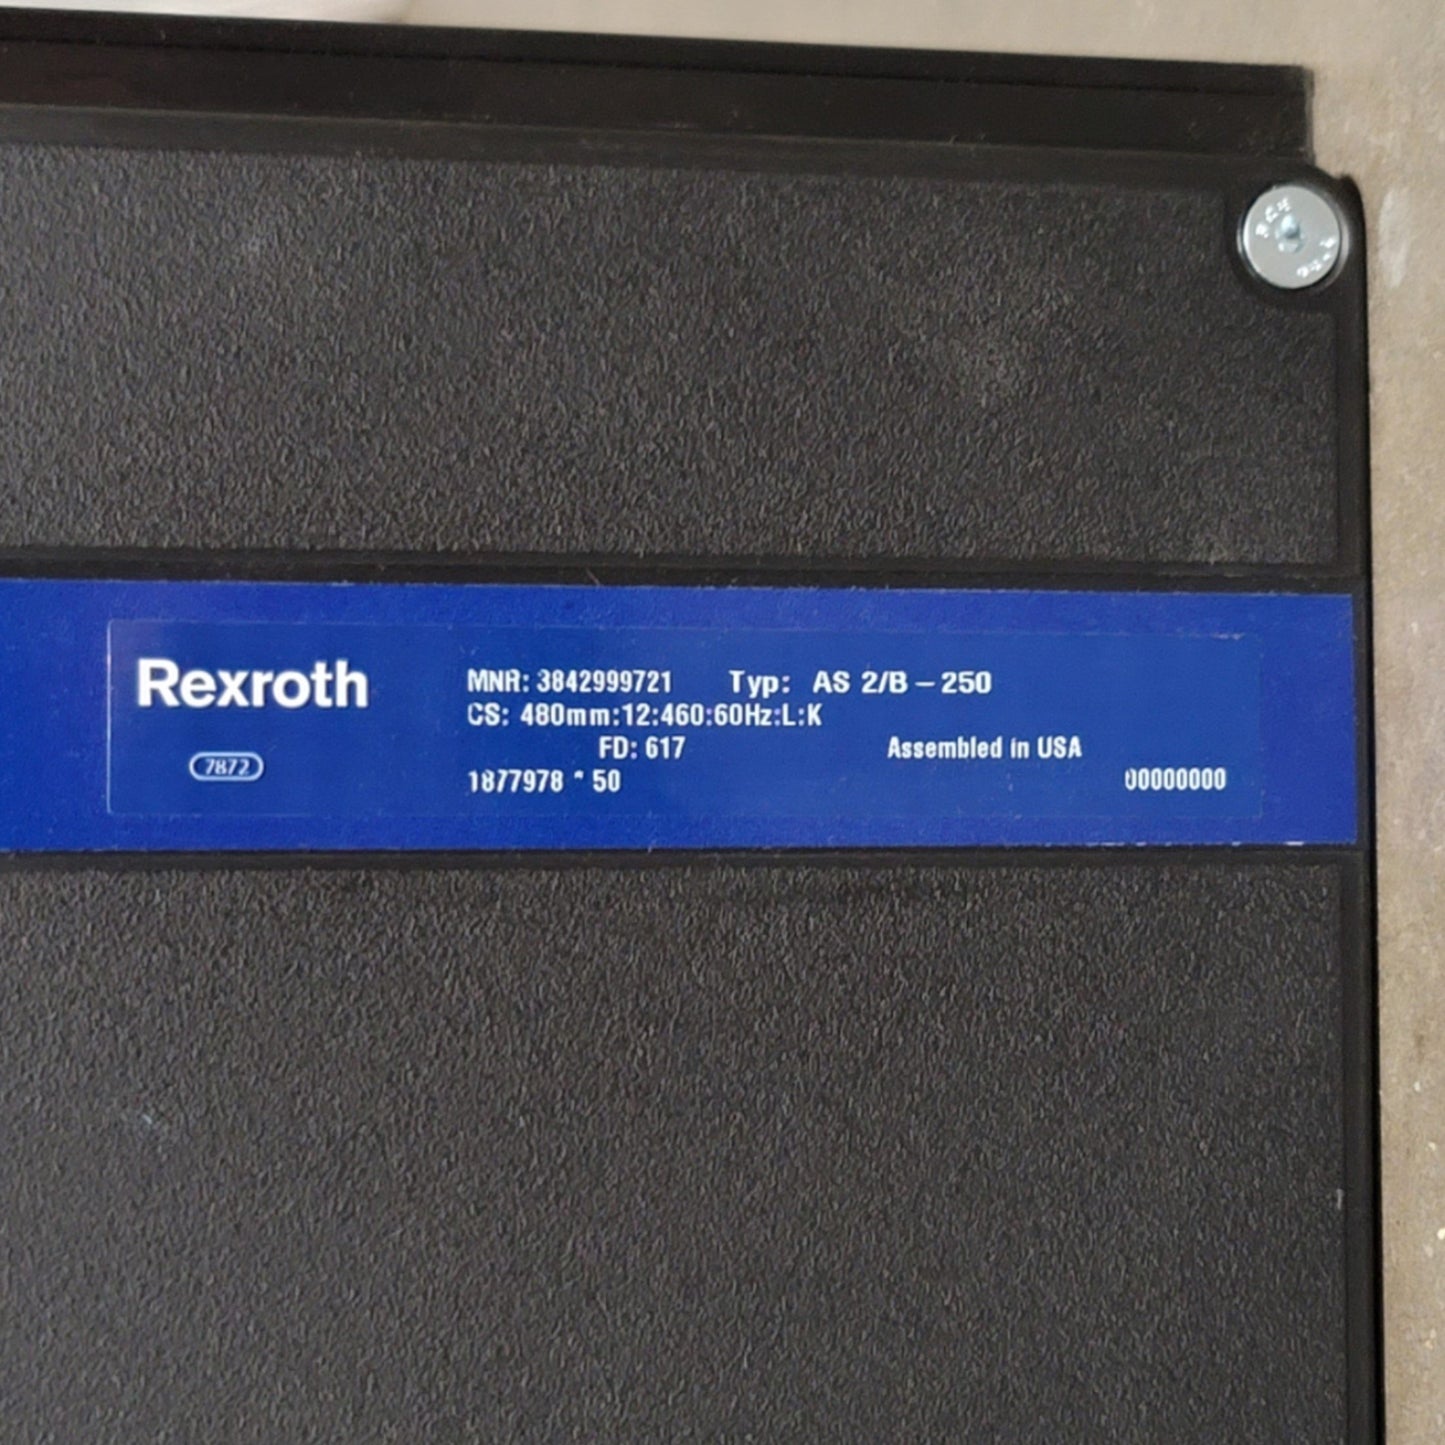 Rexroth
7872
MNR: 3842999721 Typ: AS 2/B - 250
CS: 480mm:12:460:60Hz:L:K
FD: 617 Assembled in USA
1877978 * 50 00000000